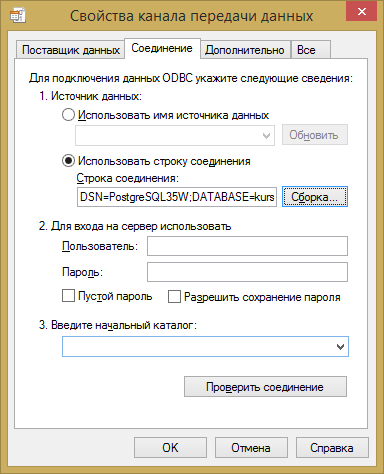 Свойства канала передачи данных
Поставщик данных Соединение Дополнительно Все
Для подключения данных ODBC укажите следующие сведения:
1. Источник данных:
Использовать имя источника данных
Обновить
Использовать строку соединения
Строка соединения:
DSN=PostgreSQL35W;DATABASE=kurs Сборка...
2. Для входа на сервер использовать
Пользователь:
Пароль:
Пустой пароль Разрешить сохранение пароля
3. Введите начальный каталог:
Проверить соединение
OK Отмена Справка